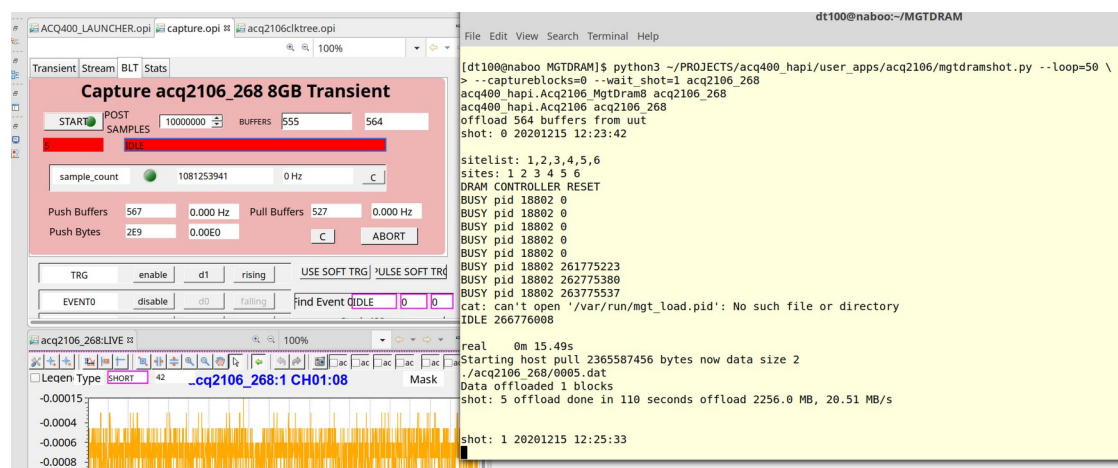 ACQ400_LAUNCHER.opi capture.opi acq2106clktree.opi
100%
Transient Stream BLT Stats
Capture acq2106_268 8GB Transient
START POST SAMPLES 10000000 BUFFERS 555 564
5 IDLE
sample_count 1081253941 0 Hz C
Push Buffers 567 0.000 Hz Pull Buffers 527 0.000 Hz
Push Bytes 2E9 0.00E0 C ABORT
TRG enable d1 rising USE SOFT TRG PULSE SOFT TRG
EVENT0 disable d0 falling Find Event 0 IDLE 0 0
acq2106_268:LIVE 100%
ac ac ac ac ac
Legen Type SHORT 42 acq2106_268:1 CH01:08 Mask
-0.00015
-0.0004
-0.0006
-0.0008
dt100@naboo:~/MGTDRAM
File Edit View Search Terminal Help
[dt100@naboo MGTDRAM]$ python3 ~/PROJECTS/acq400_hapi/user_apps/acq2106/mgtdramshot.py --loop=50 \
> --captureblocks=0 --wait_shot=1 acq2106_268
acq400_hapi.Acq2106_MgtDram8 acq2106_268
acq400_hapi.Acq2106 acq2106_268
offload 564 buffers from uut
shot: 0 20201215 12:23:42
sitelist: 1,2,3,4,5,6
sites: 1 2 3 4 5 6
DRAM CONTROLLER RESET
BUSY pid 18802 0
BUSY pid 18802 0
BUSY pid 18802 0
BUSY pid 18802 0
BUSY pid 18802 0
BUSY pid 18802 261775223
BUSY pid 18802 262775380
BUSY pid 18802 263775537
cat: can't open '/var/run/mgt_load.pid': No such file or directory
IDLE 266776008
real 0m 15.49s
Starting host pull 2365587456 bytes now data size 2
./acq2106_268/0005.dat
Data offloaded 1 blocks
shot: 5 offload done in 110 seconds offload 2256.0 MB, 20.51 MB/s
shot: 1 20201215 12:25:33